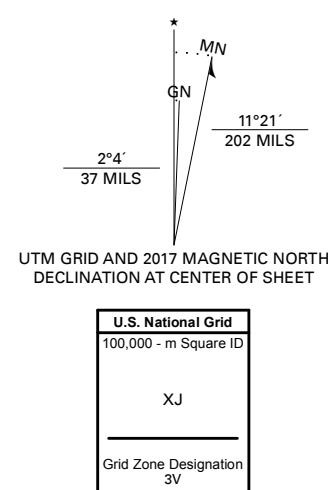 ★
MN
GN
11°21´
202 MILS
2°4´
37 MILS
UTM GRID AND 2017 MAGNETIC NORTH
DECLINATION AT CENTER OF SHEET
U.S. National Grid
100,000 - m Square ID
XJ
Grid Zone Designation
3V